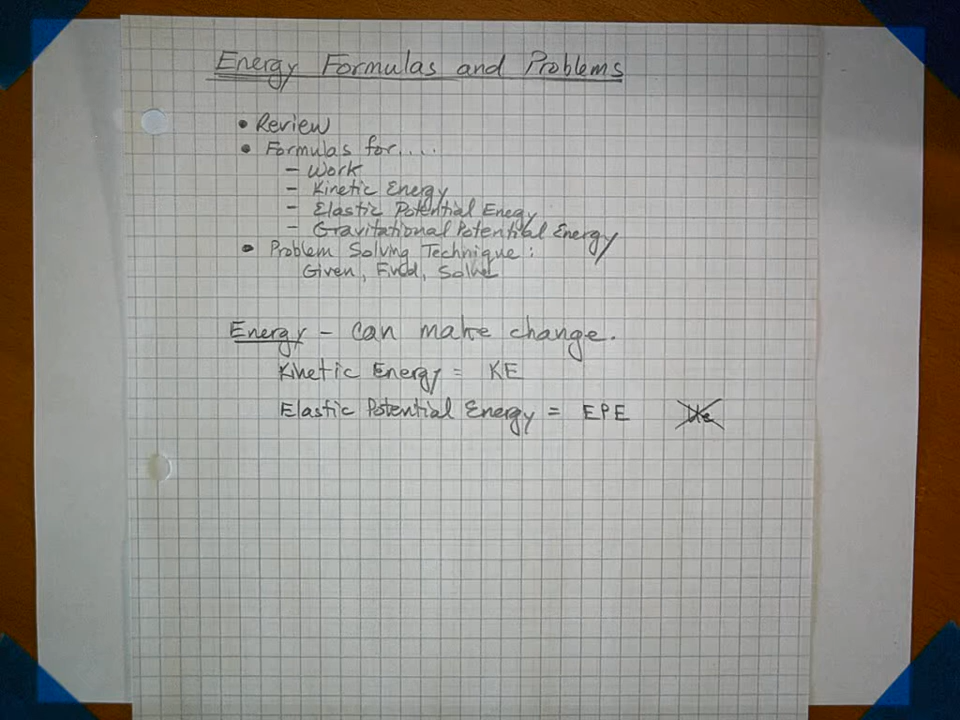 Energy Formulas and Problems
• Review
• Formulas for....
- Work
- Kinetic Energy
- Elastic Potential Energy
- Gravitational Potential Energy
• Problem Solving Technique:
Given, Find, Solve
Energy - can make change.
Kinetic Energy = KE
Elastic Potential Energy = EPE